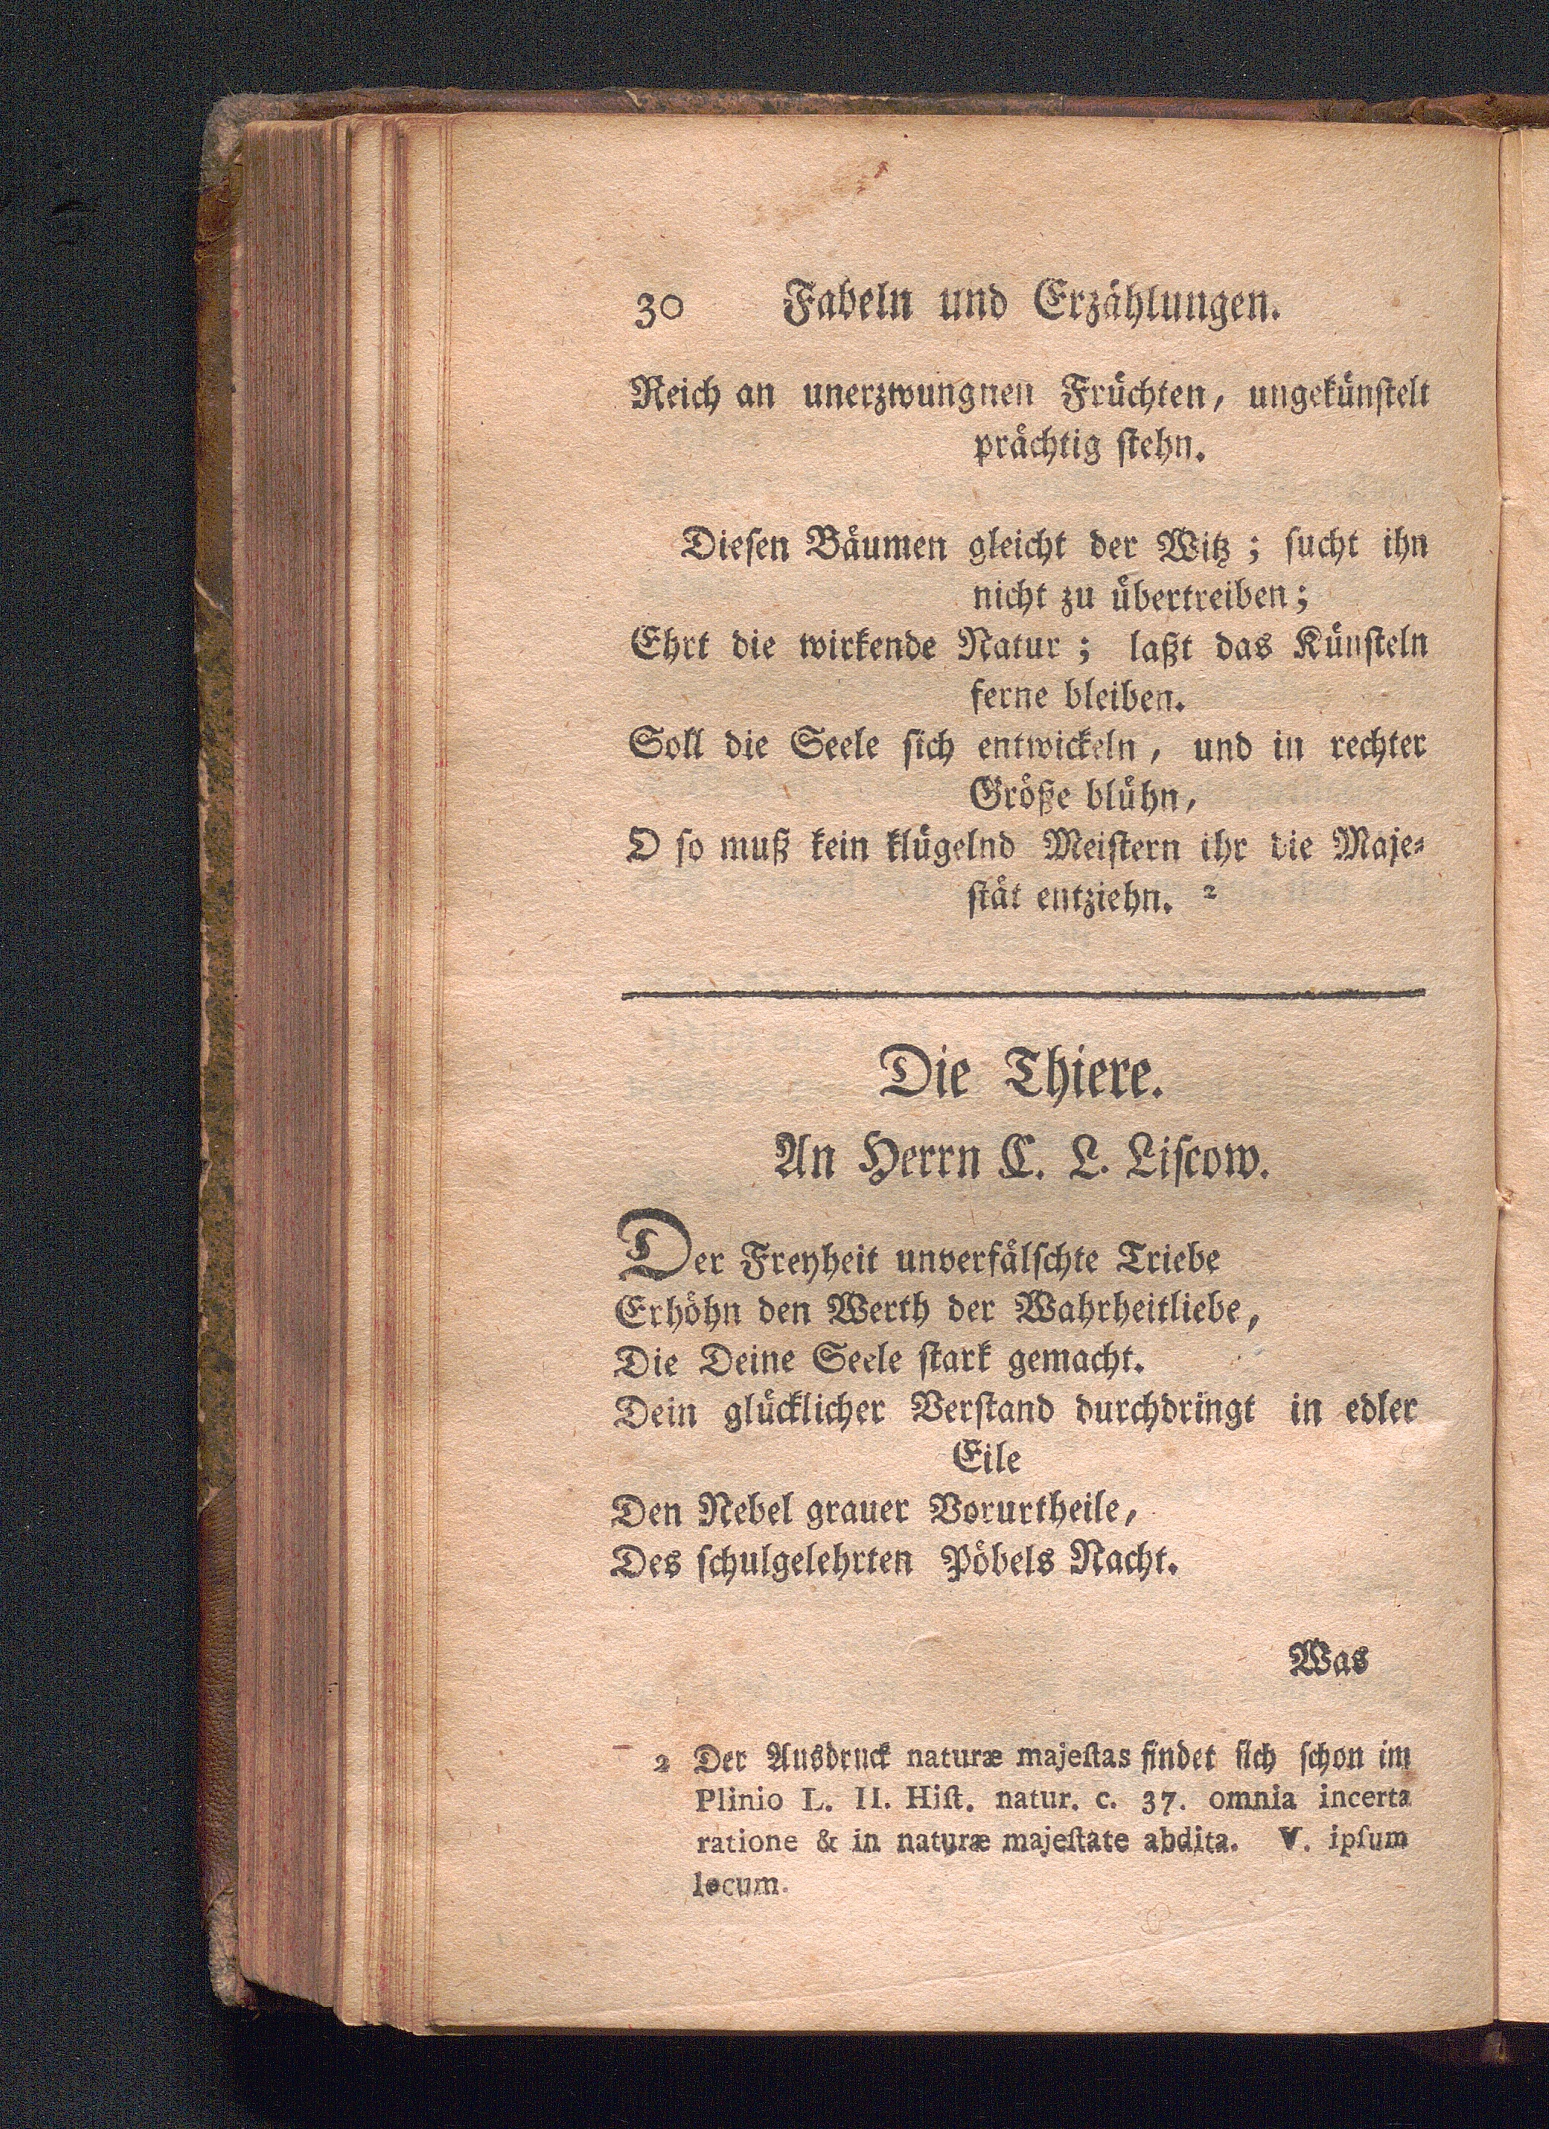 30 Fabeln und Erzählungen.
Reich an unerzwungnen Früchten, ungekünſtelt
prächtig ſtehn.
Dieſen Bäumen gleicht der Witz; ſucht ihn
nicht zu übertreiben;
Ehrt die wirkende Natur; laßt das Künſteln
ferne bleiben.
Soll die Seele ſich entwickeln, und in rechter
Größe blühn,
O ſo muß kein klügelnd Meiſtern ihr die Maje⸗
ſtät entziehn. 2
Die Thiere.
An Herrn C. L. Liſcow.
Der Freyheit unverfälſchte Triebe
Erhöhn den Werth der Wahrheitliebe,
Die Deine Seele ſtark gemacht.
Dein glücklicher Verſtand durchdringt in edler
Eile
Den Nebel grauer Vorurtheile,
Des ſchulgelehrten Pöbels Nacht.
Was
2 Der Ausdruck naturæ majeſtas findet ſich ſchon im
Plinio L. II. Hiſt. natur. c. 37. omnia incerta
ratione & in naturæ majeſtate abdita. V. ipſum
locum.